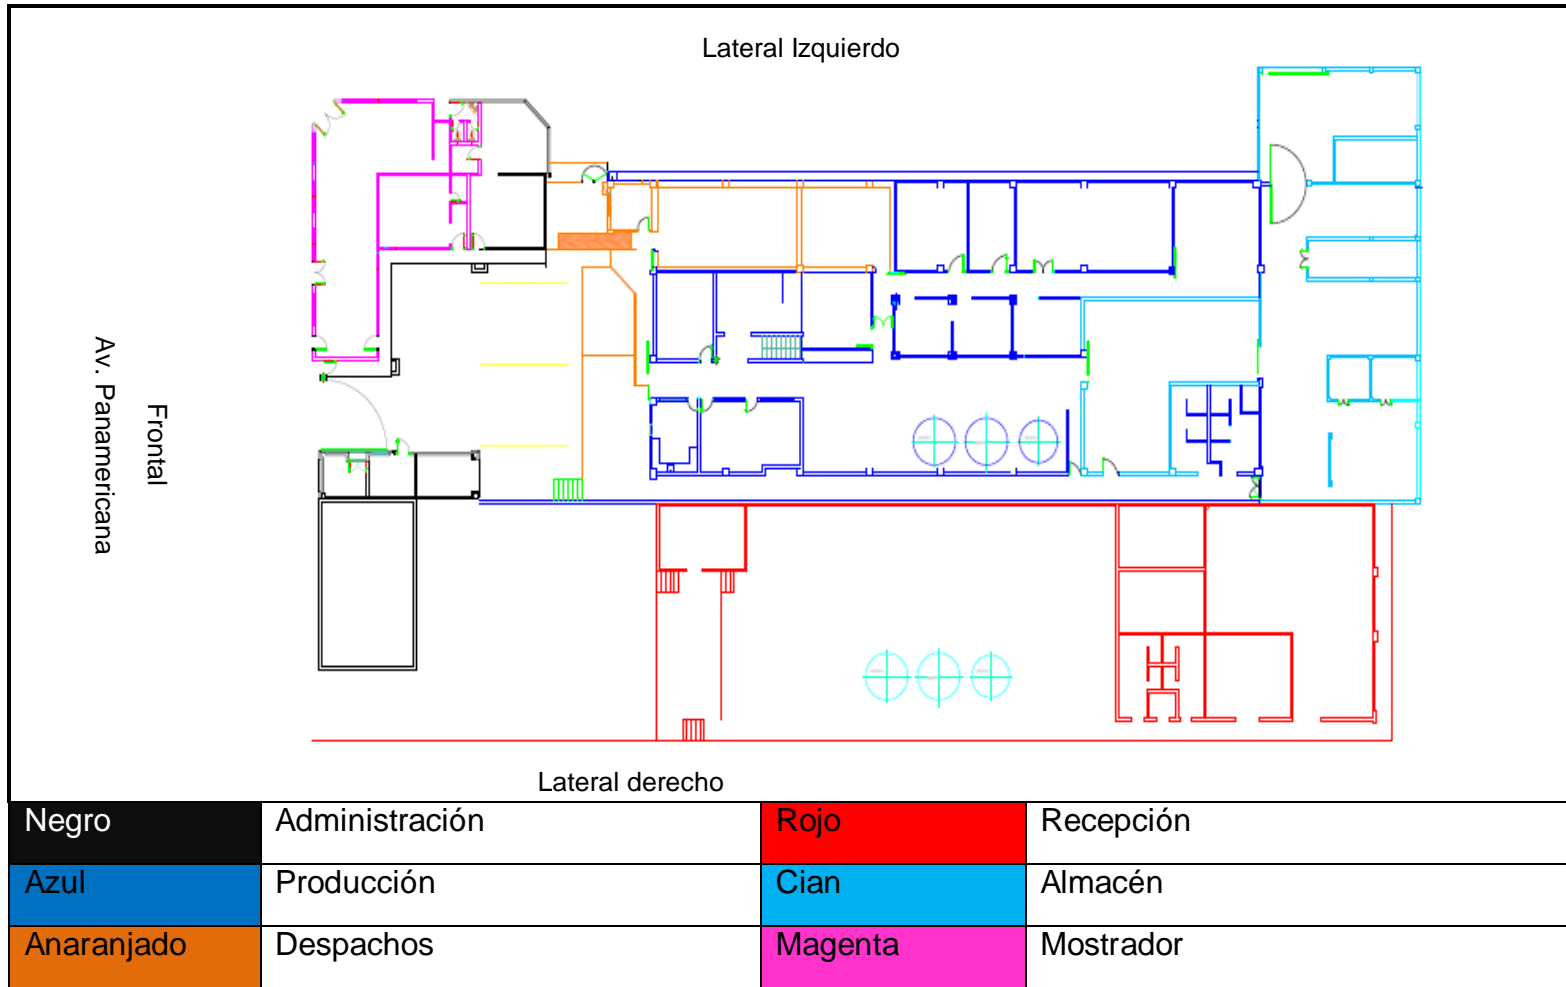 Lateral Izquierdo
Frontal
Av. Panamericana
Lateral derecho
Negro Administración Rojo Recepción
Azul Producción Cian Almacén
Anaranjado Despachos Magenta Mostrador